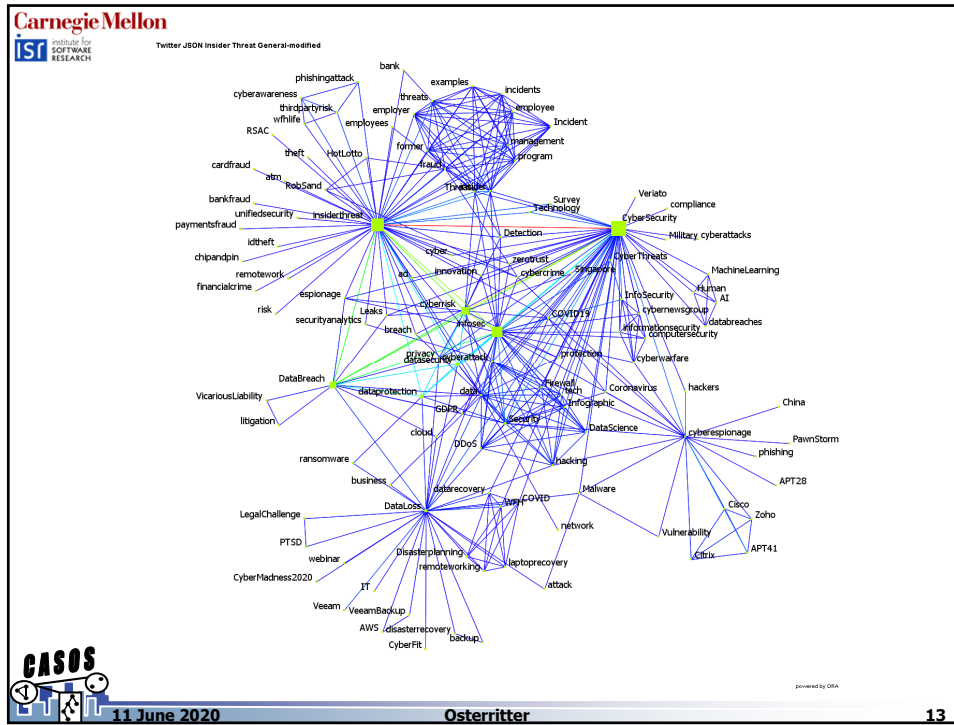 Carnegie Mellon
isr institute for
SOFTWARE
RESEARCH
Twitter JSON Insider Threat General-modified
bank
phishingattack
examples
incidents
cyberawareness
threats
thirdpartyrisk
employer
employee
wfhlife
employees
Incident
RSAC
former
management
theft
HotLotto
program
cardfraud
fraud
atm
RobSand
Threat
insider
Veriato
bankfraud
Survey
compliance
unifiedsecurity
insiderthreat
Technology
CyberSecurity
paymentsfraud
Detection
Military
cyberattacks
idtheft
cyber
chipandpin
zerotrust
CyberThreats
remotework
ad
innovation
cybercrime
Singapore
MachineLearning
financialcrime
Human
espionage
InfoSecurity
AI
risk
Leaks
cyberrisk
cybernewsgroup
securityanalytics
infosec
COVID19
databreaches
breach
informationsecurity
computersecurity
privacy
cyberattack
protection
cyberwarfare
datasecurity
DataBreach
dataprotection
data
Firewall
tech
Coronavirus
hackers
VicariousLiability
GDPR
Infographic
China
litigation
Security
cloud
DataScience
cyberespionage
DDoS
PawnStorm
ransomware
hacking
phishing
business
datarecovery
Malware
APT28
DataLoss
WFH
COVID
Cisco
LegalChallenge
network
Zoho
PTSD
Vulnerability
Disasterplanning
APT41
webinar
remoteworking
laptoprecovery
Citrix
CyberMadness2020
IT
attack
Veeam
VeeamBackup
AWS
disasterrecovery
backup
CyberFit
CASOS
powered by ORA
11 June 2020
Osterritter
13